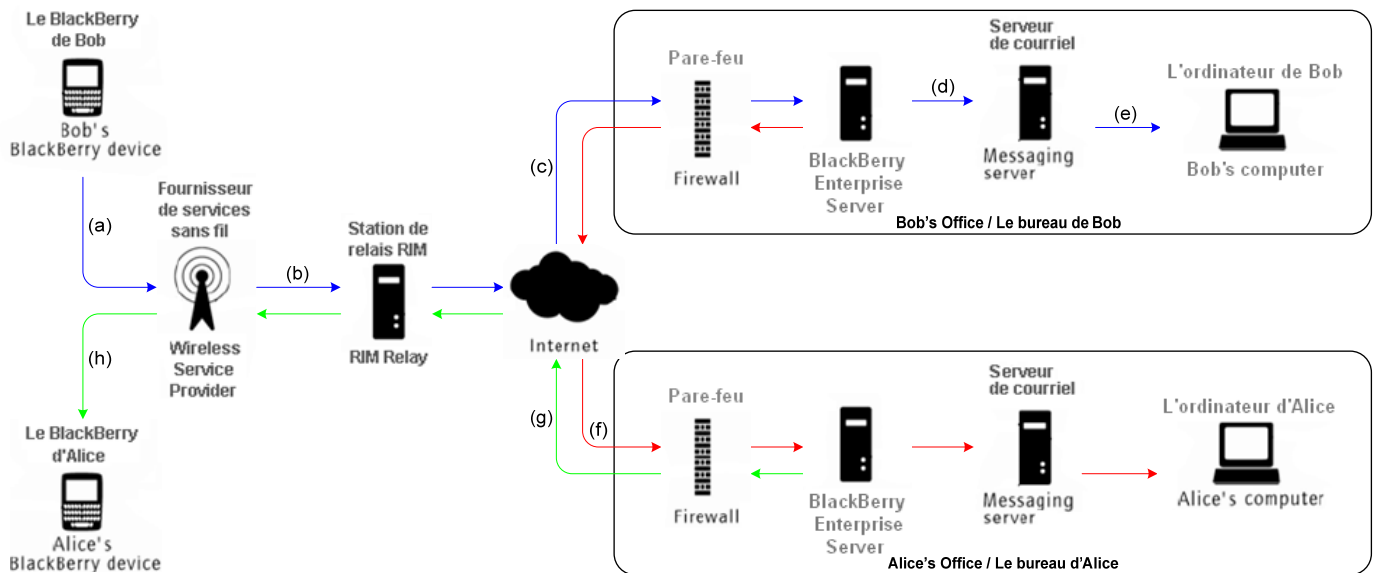 Le BlackBerry
de Bob
Bob's
BlackBerry device
(a)
Fournisseur
de services
sans fil
Wireless
Service
Provider
(b)
Station de
relais RIM
RIM Relay
Internet
(c)
Pare-feu
Firewall
BlackBerry
Enterprise
Server
(d)
Serveur
de courriel
Messaging
server
(e)
L'ordinateur de Bob
Bob's computer
Bob's Office / Le bureau de Bob
(h)
Le BlackBerry
d'Alice
Alice's
BlackBerry device
(g)
(f)
Pare-feu
Firewall
BlackBerry
Enterprise
Server
Serveur
de courriel
Messaging
server
L'ordinateur d'Alice
Alice's computer
Alice's Office / Le bureau d'Alice